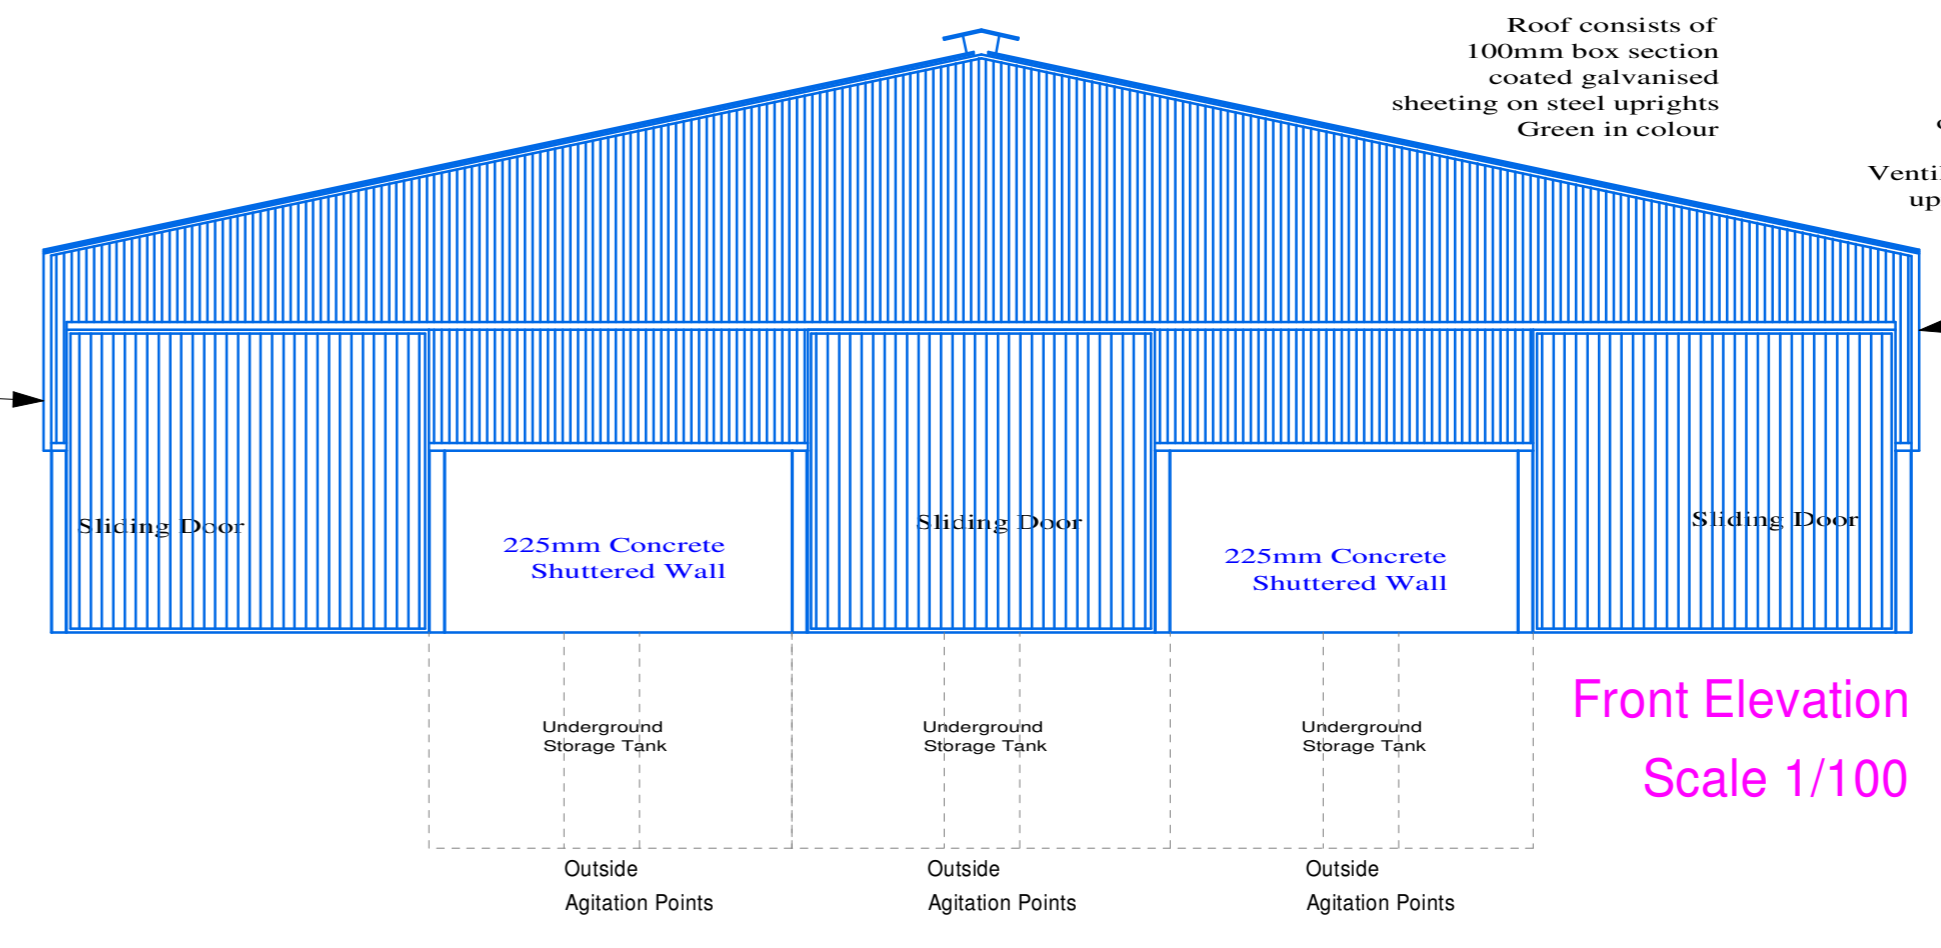 Roof consists of
100mm box section
coated galvanised
sheeting on steel uprights
Green in colour
Sliding Door
225mm Concrete
Shuttered Wall
Sliding Door
225mm Concrete
Shuttered Wall
Sliding Door
Underground
Storage Tank
Underground
Storage Tank
Underground
Storage Tank
Front Elevation
Scale 1/100
Outside
Agitation Points
Outside
Agitation Points
Outside
Agitation Points